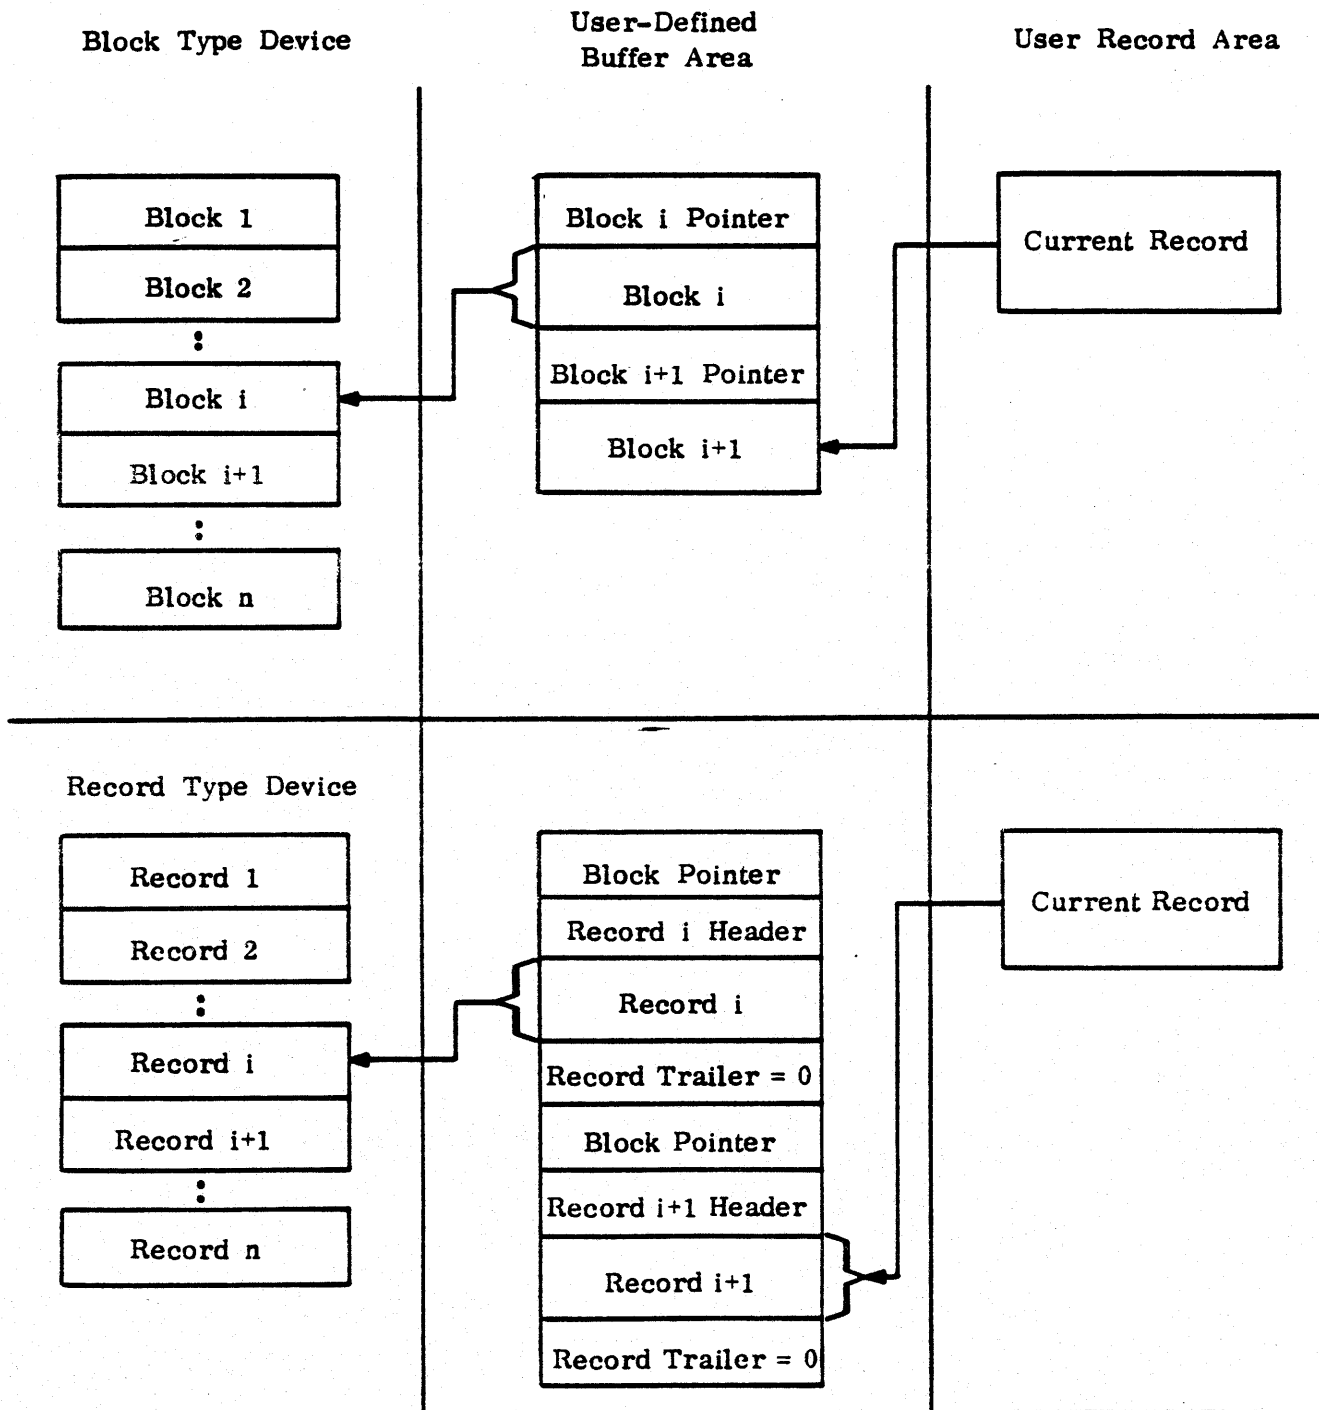 Block Type Device
User-Defined
Buffer Area
User Record Area
Block 1
Block 2
Block i
Block i+1
Block n
Block i Pointer
Block i
Block i+1 Pointer
Block i+1
Current Record
Record Type Device
Record 1
Record 2
Record i
Record i+1
Record n
Block Pointer
Record i Header
Record i
Record Trailer = 0
Block Pointer
Record i+1 Header
Record i+1
Record Trailer = 0
Current Record